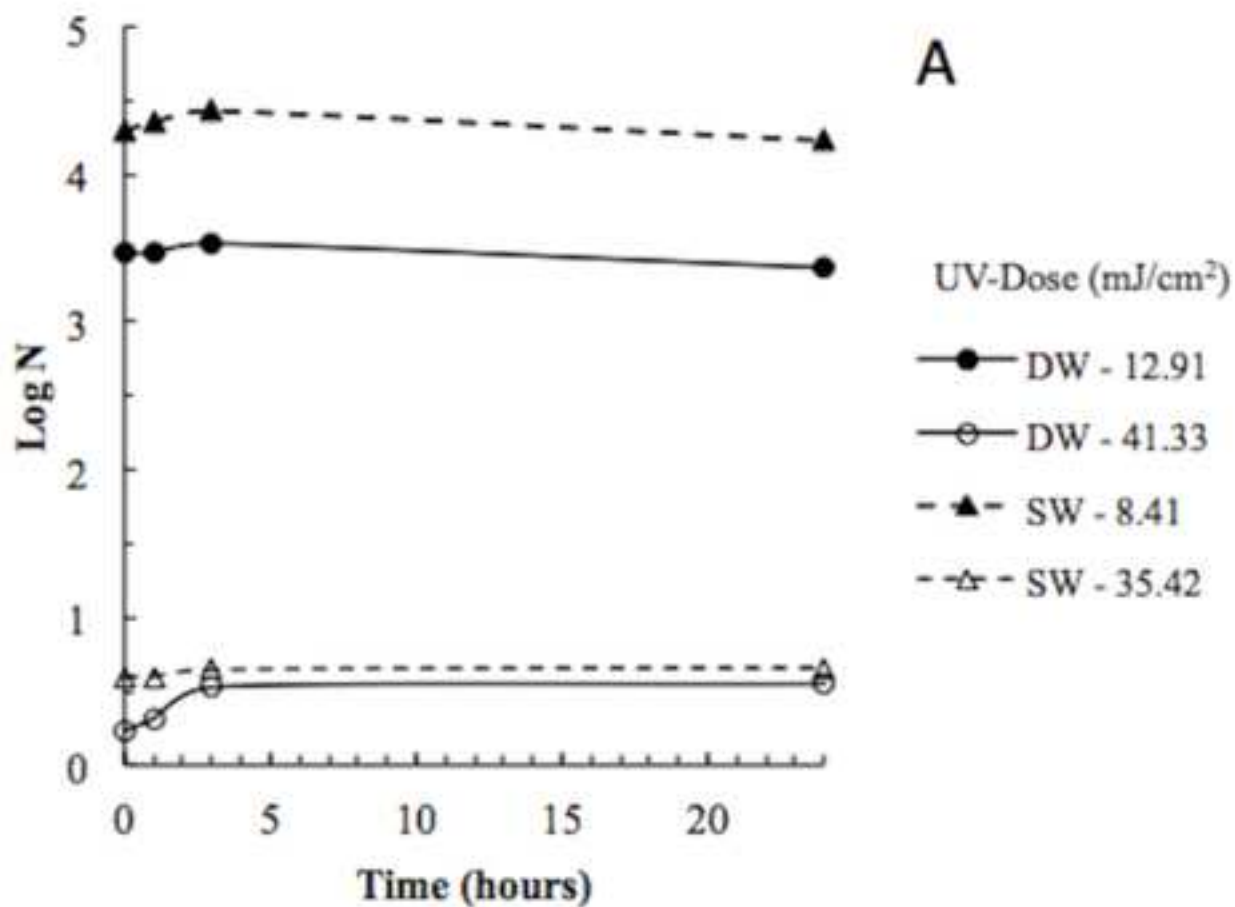 A
5
4
3
2
1
0
Log N
0 5 10 15 20
Time (hours)
UV-Dose (mJ/cm²)
DW - 12.91
DW - 41.33
SW - 8.41
SW - 35.42